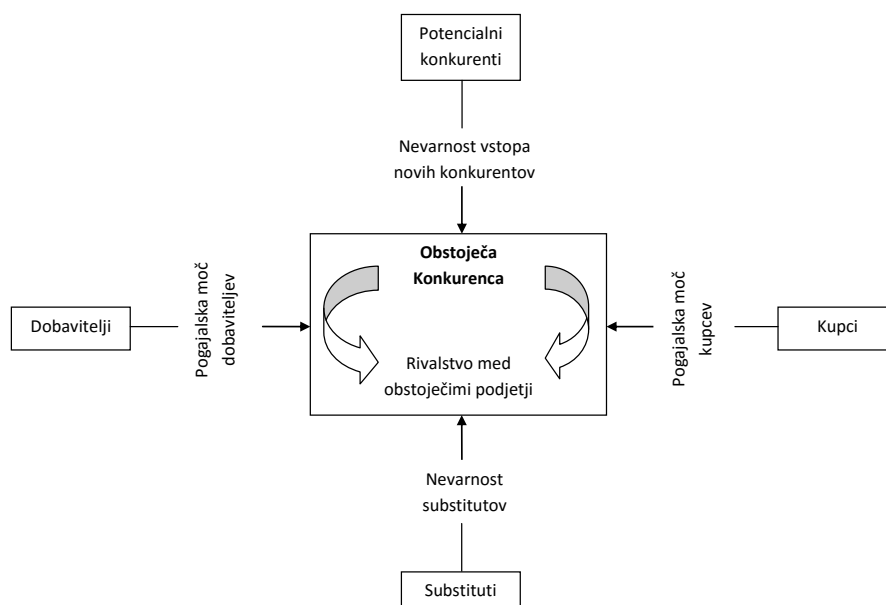 Potencialni
konkurenti
Nevarnost vstopa
novih konkurentov
Obstoječa
Konkurenca
Dobavitelji
Pogajalska moč
dobaviteljev
Pogajalska moč
kupcev
Kupci
Rivalstvo med
obstoječimi podjetji
Nevarnost
substitutov
Substituti